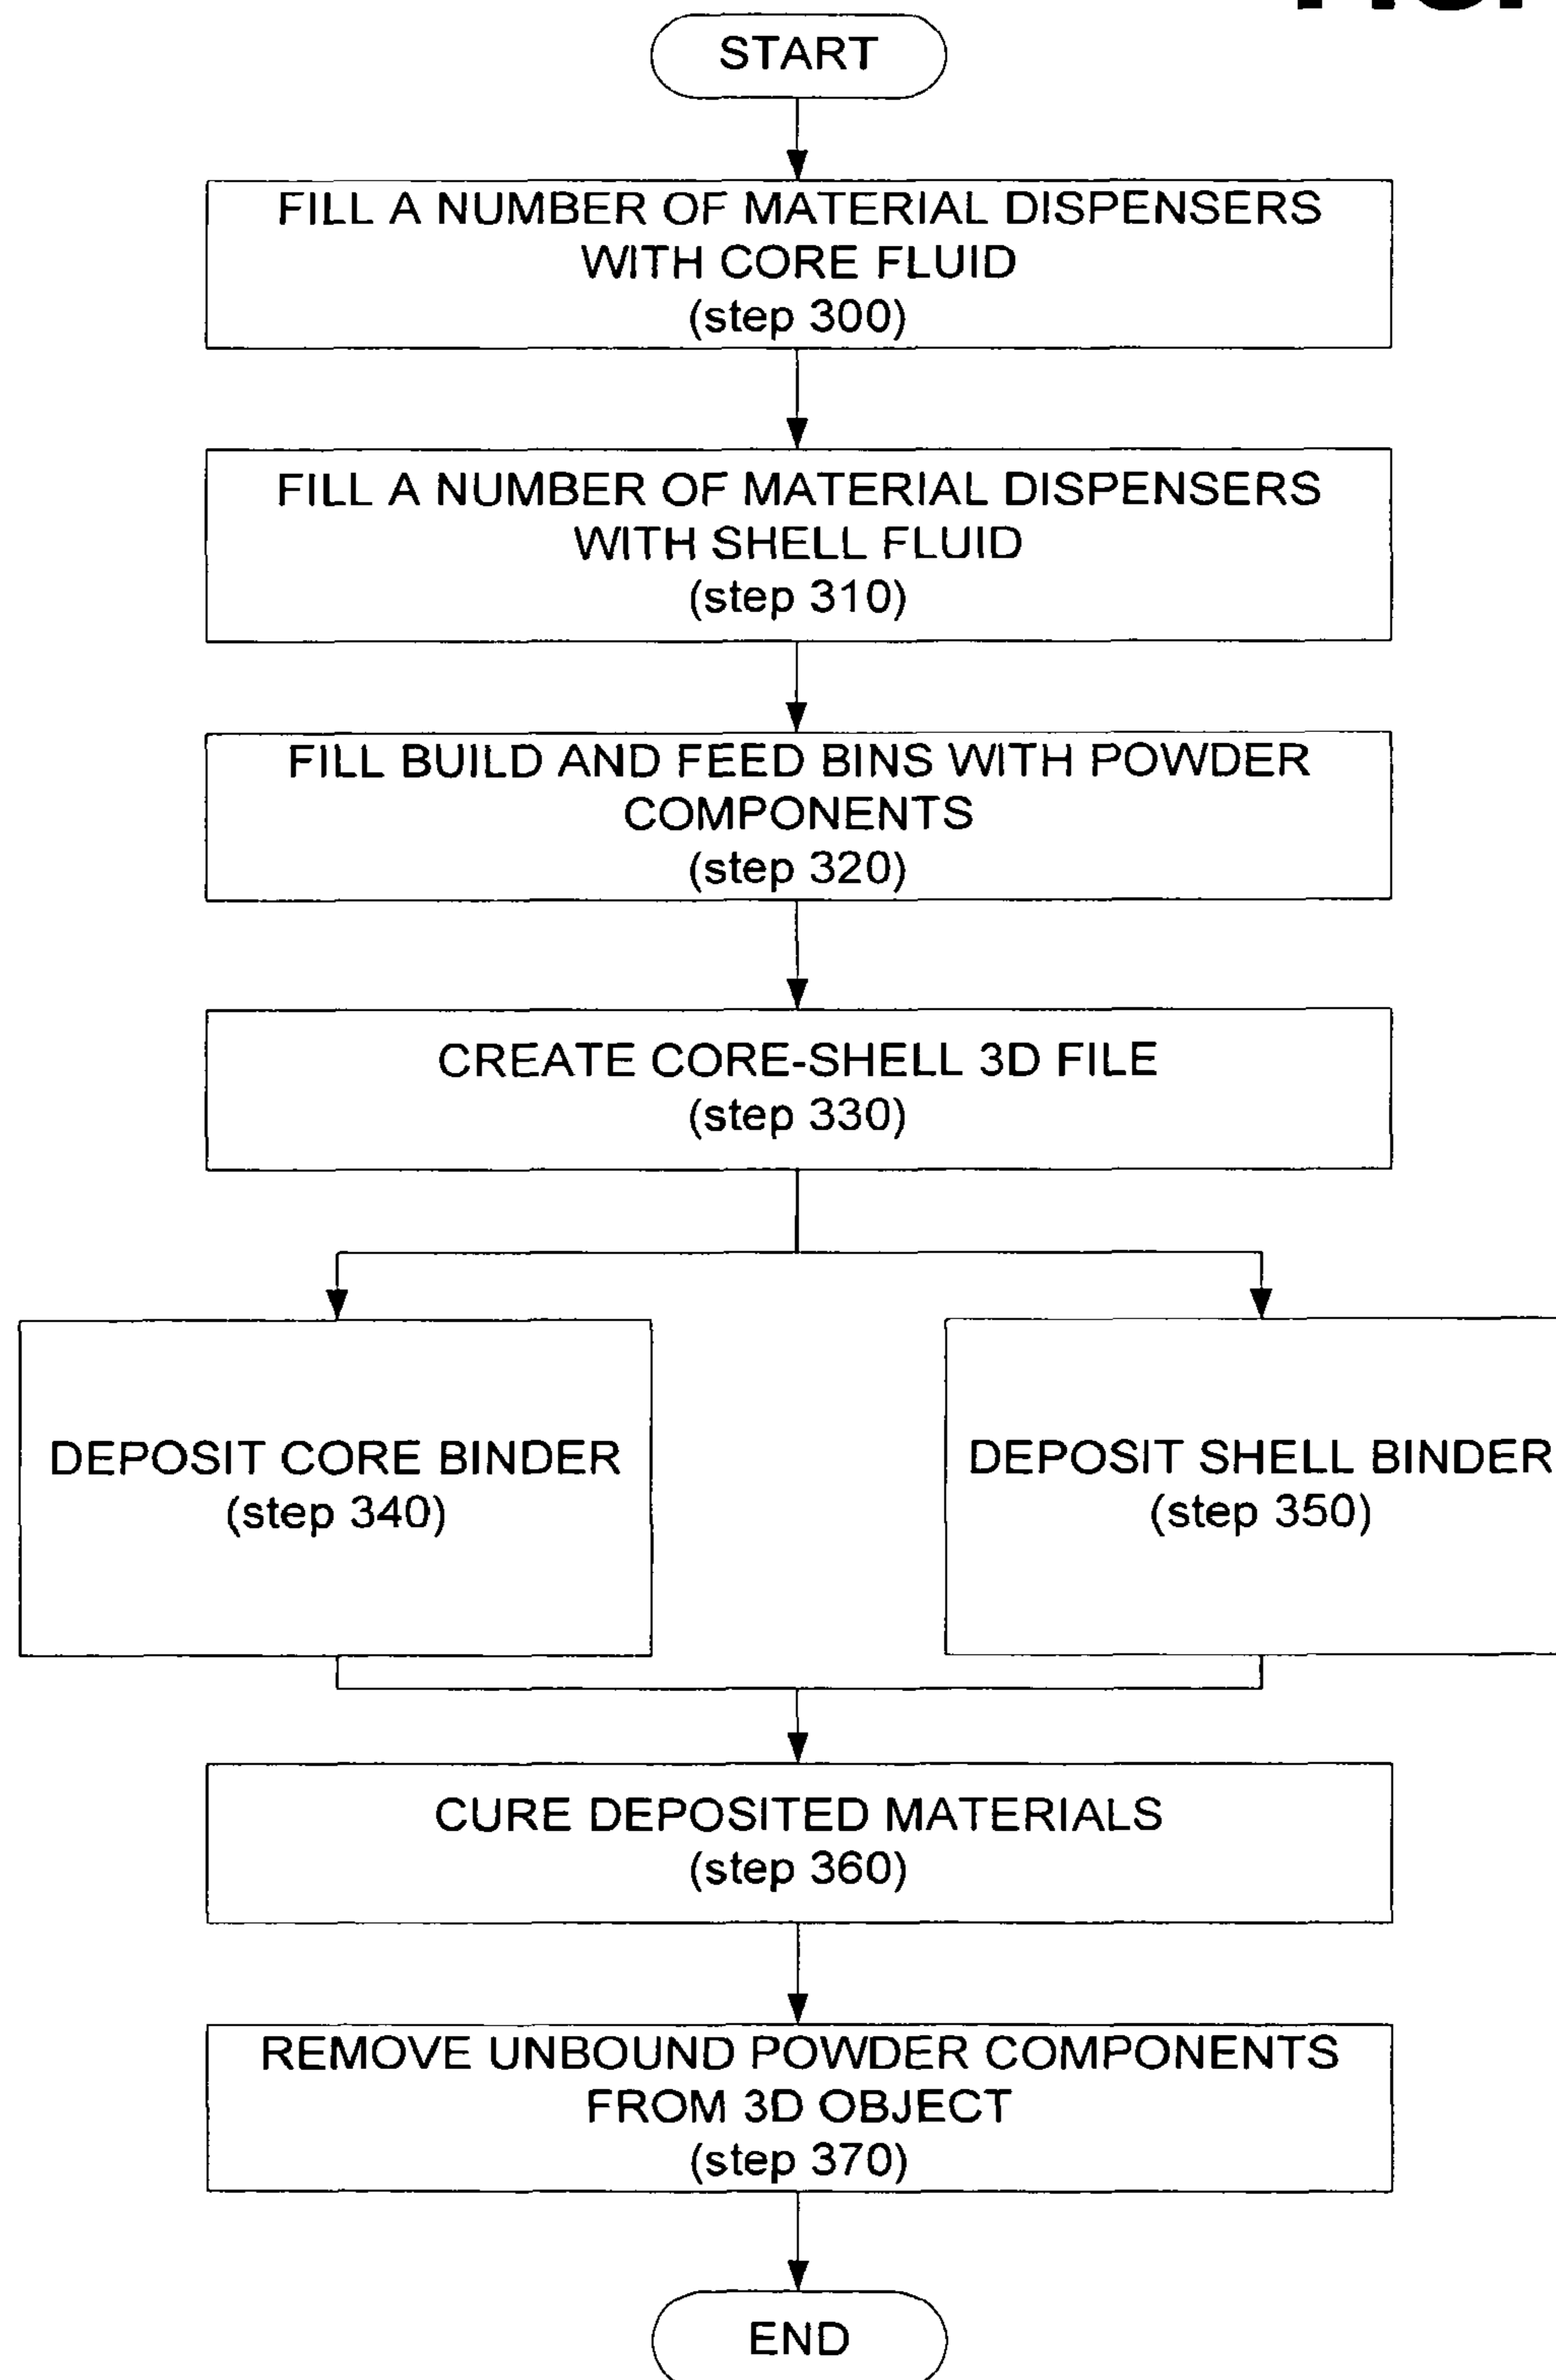 START
FILL A NUMBER OF MATERIAL DISPENSERS
WITH CORE FLUID
(step 300)
FILL A NUMBER OF MATERIAL DISPENSERS
WITH SHELL FLUID
(step 310)
FILL BUILD AND FEED BINS WITH POWDER
COMPONENTS
(step 320)
CREATE CORE-SHELL 3D FILE
(step 330)
DEPOSIT CORE BINDER
(step 340)
DEPOSIT SHELL BINDER
(step 350)
CURE DEPOSITED MATERIALS
(step 360)
REMOVE UNBOUND POWDER COMPONENTS
FROM 3D OBJECT
(step 370)
END